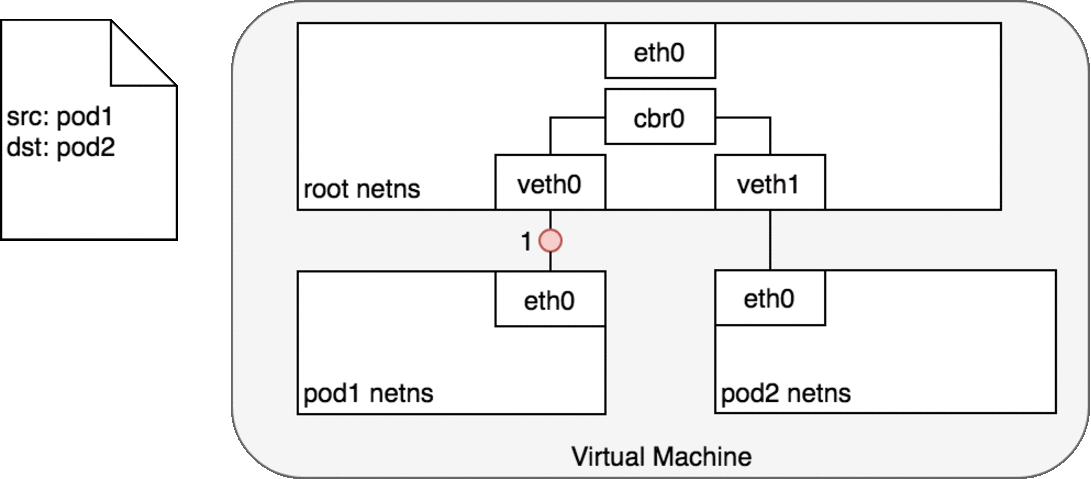 src: pod1
dst: pod2
eth0
cbr0
root netns
veth0
veth1
1
eth0
eth0
pod1 netns
pod2 netns
Virtual Machine